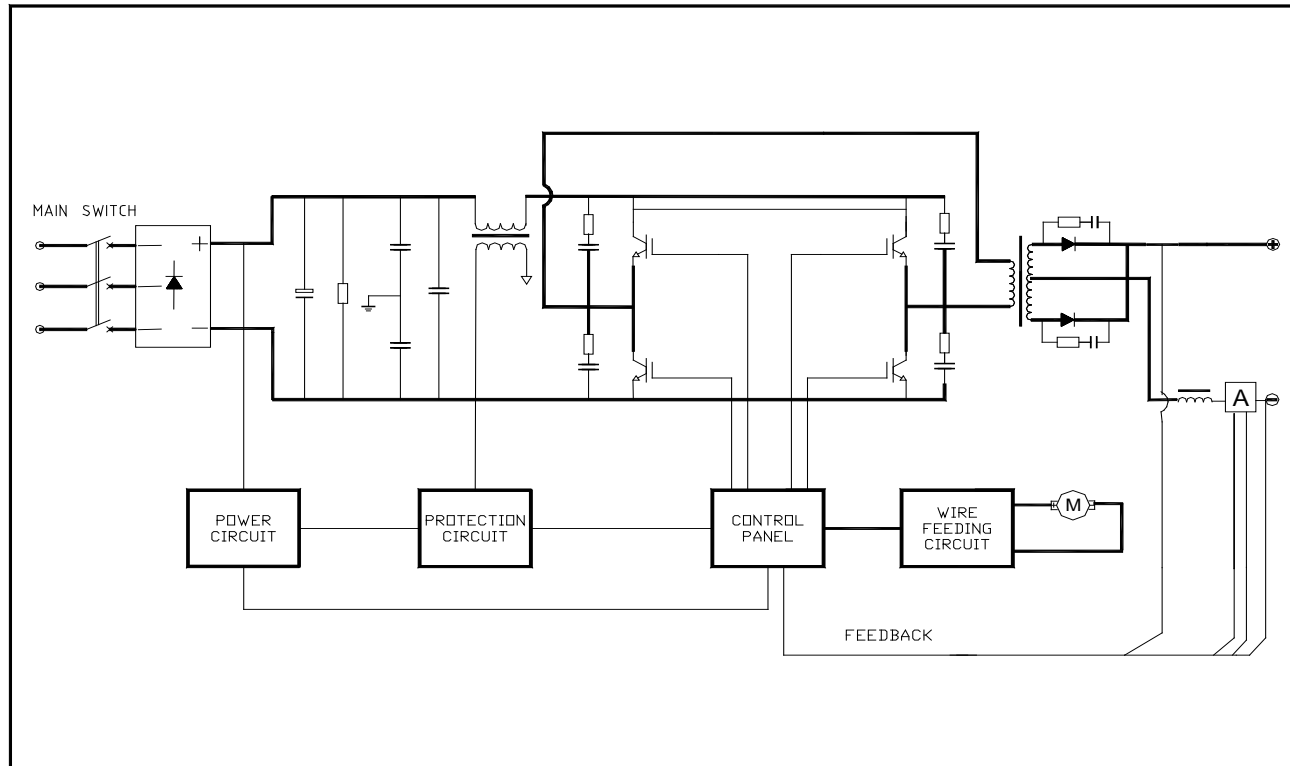 MAIN SWITCH
+
−
A
POWER
CIRCUIT
PROTECTION
CIRCUIT
CONTROL
PANEL
WIRE
FEEDING
CIRCUIT
M
FEEDBACK